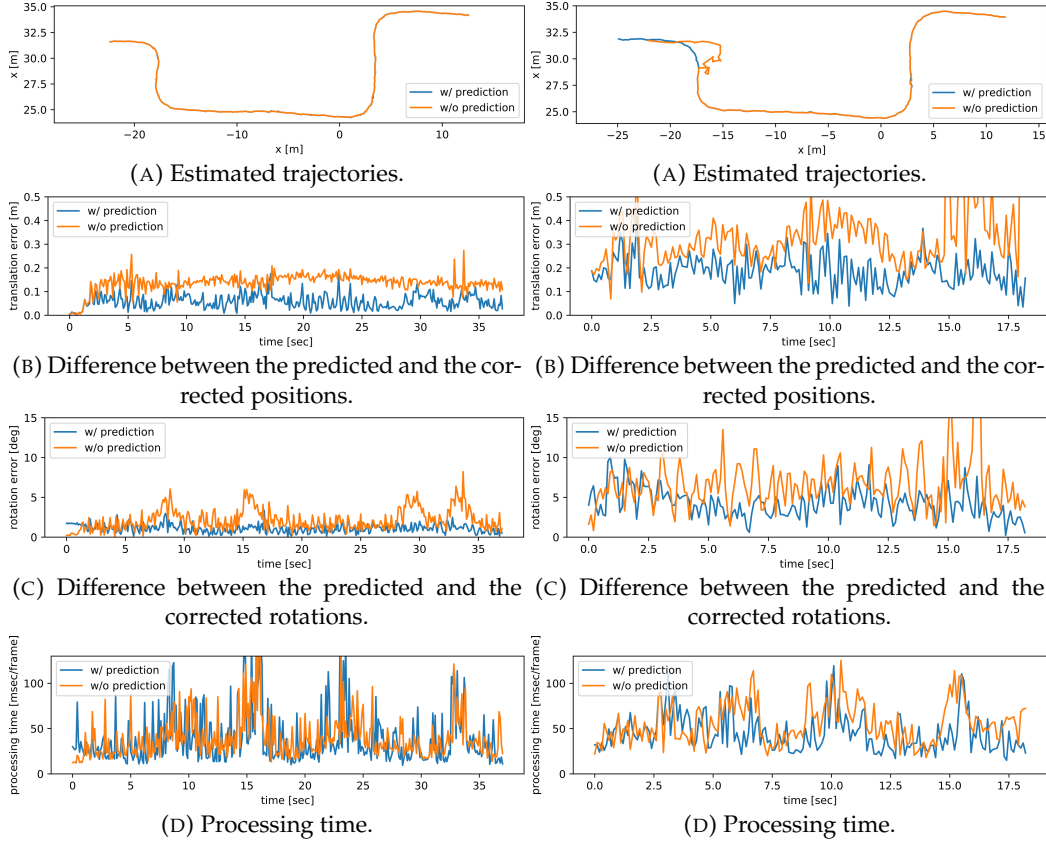 35.0
32.5
30.0
27.5
25.0
x [m]
w/ prediction
w/o prediction
−20
−10
0
10
x [m]
(A) Estimated trajectories.
35.0
32.5
30.0
27.5
25.0
x [m]
w/ prediction
w/o prediction
−25
−20
−15
−10
−5
0
5
10
15
x [m]
(A) Estimated trajectories.
0.5
0.4
0.3
0.2
0.1
0.0
translation error [m]
w/ prediction
w/o prediction
0
5
10
15
20
25
30
35
time [sec]
(B) Difference between the predicted and the cor-
rected positions.
0.5
0.4
0.3
0.2
0.1
0.0
translation error [m]
w/ prediction
w/o prediction
0.0
2.5
5.0
7.5
10.0
12.5
15.0
17.5
time [sec]
(B) Difference between the predicted and the cor-
rected positions.
15
10
5
0
rotation error [deg]
w/ prediction
w/o prediction
0
5
10
15
20
25
30
35
time [sec]
(C) Difference between the predicted and the
corrected rotations.
15
10
5
0
rotation error [deg]
w/ prediction
w/o prediction
0.0
2.5
5.0
7.5
10.0
12.5
15.0
17.5
time [sec]
(C) Difference between the predicted and the
corrected rotations.
100
50
0
processing time [msec/frame]
w/ prediction
w/o prediction
0
5
10
15
20
25
30
35
time [sec]
(D) Processing time.
100
50
0
processing time [msec/frame]
w/ prediction
w/o prediction
0.0
2.5
5.0
7.5
10.0
12.5
15.0
17.5
time [sec]
(D) Processing time.